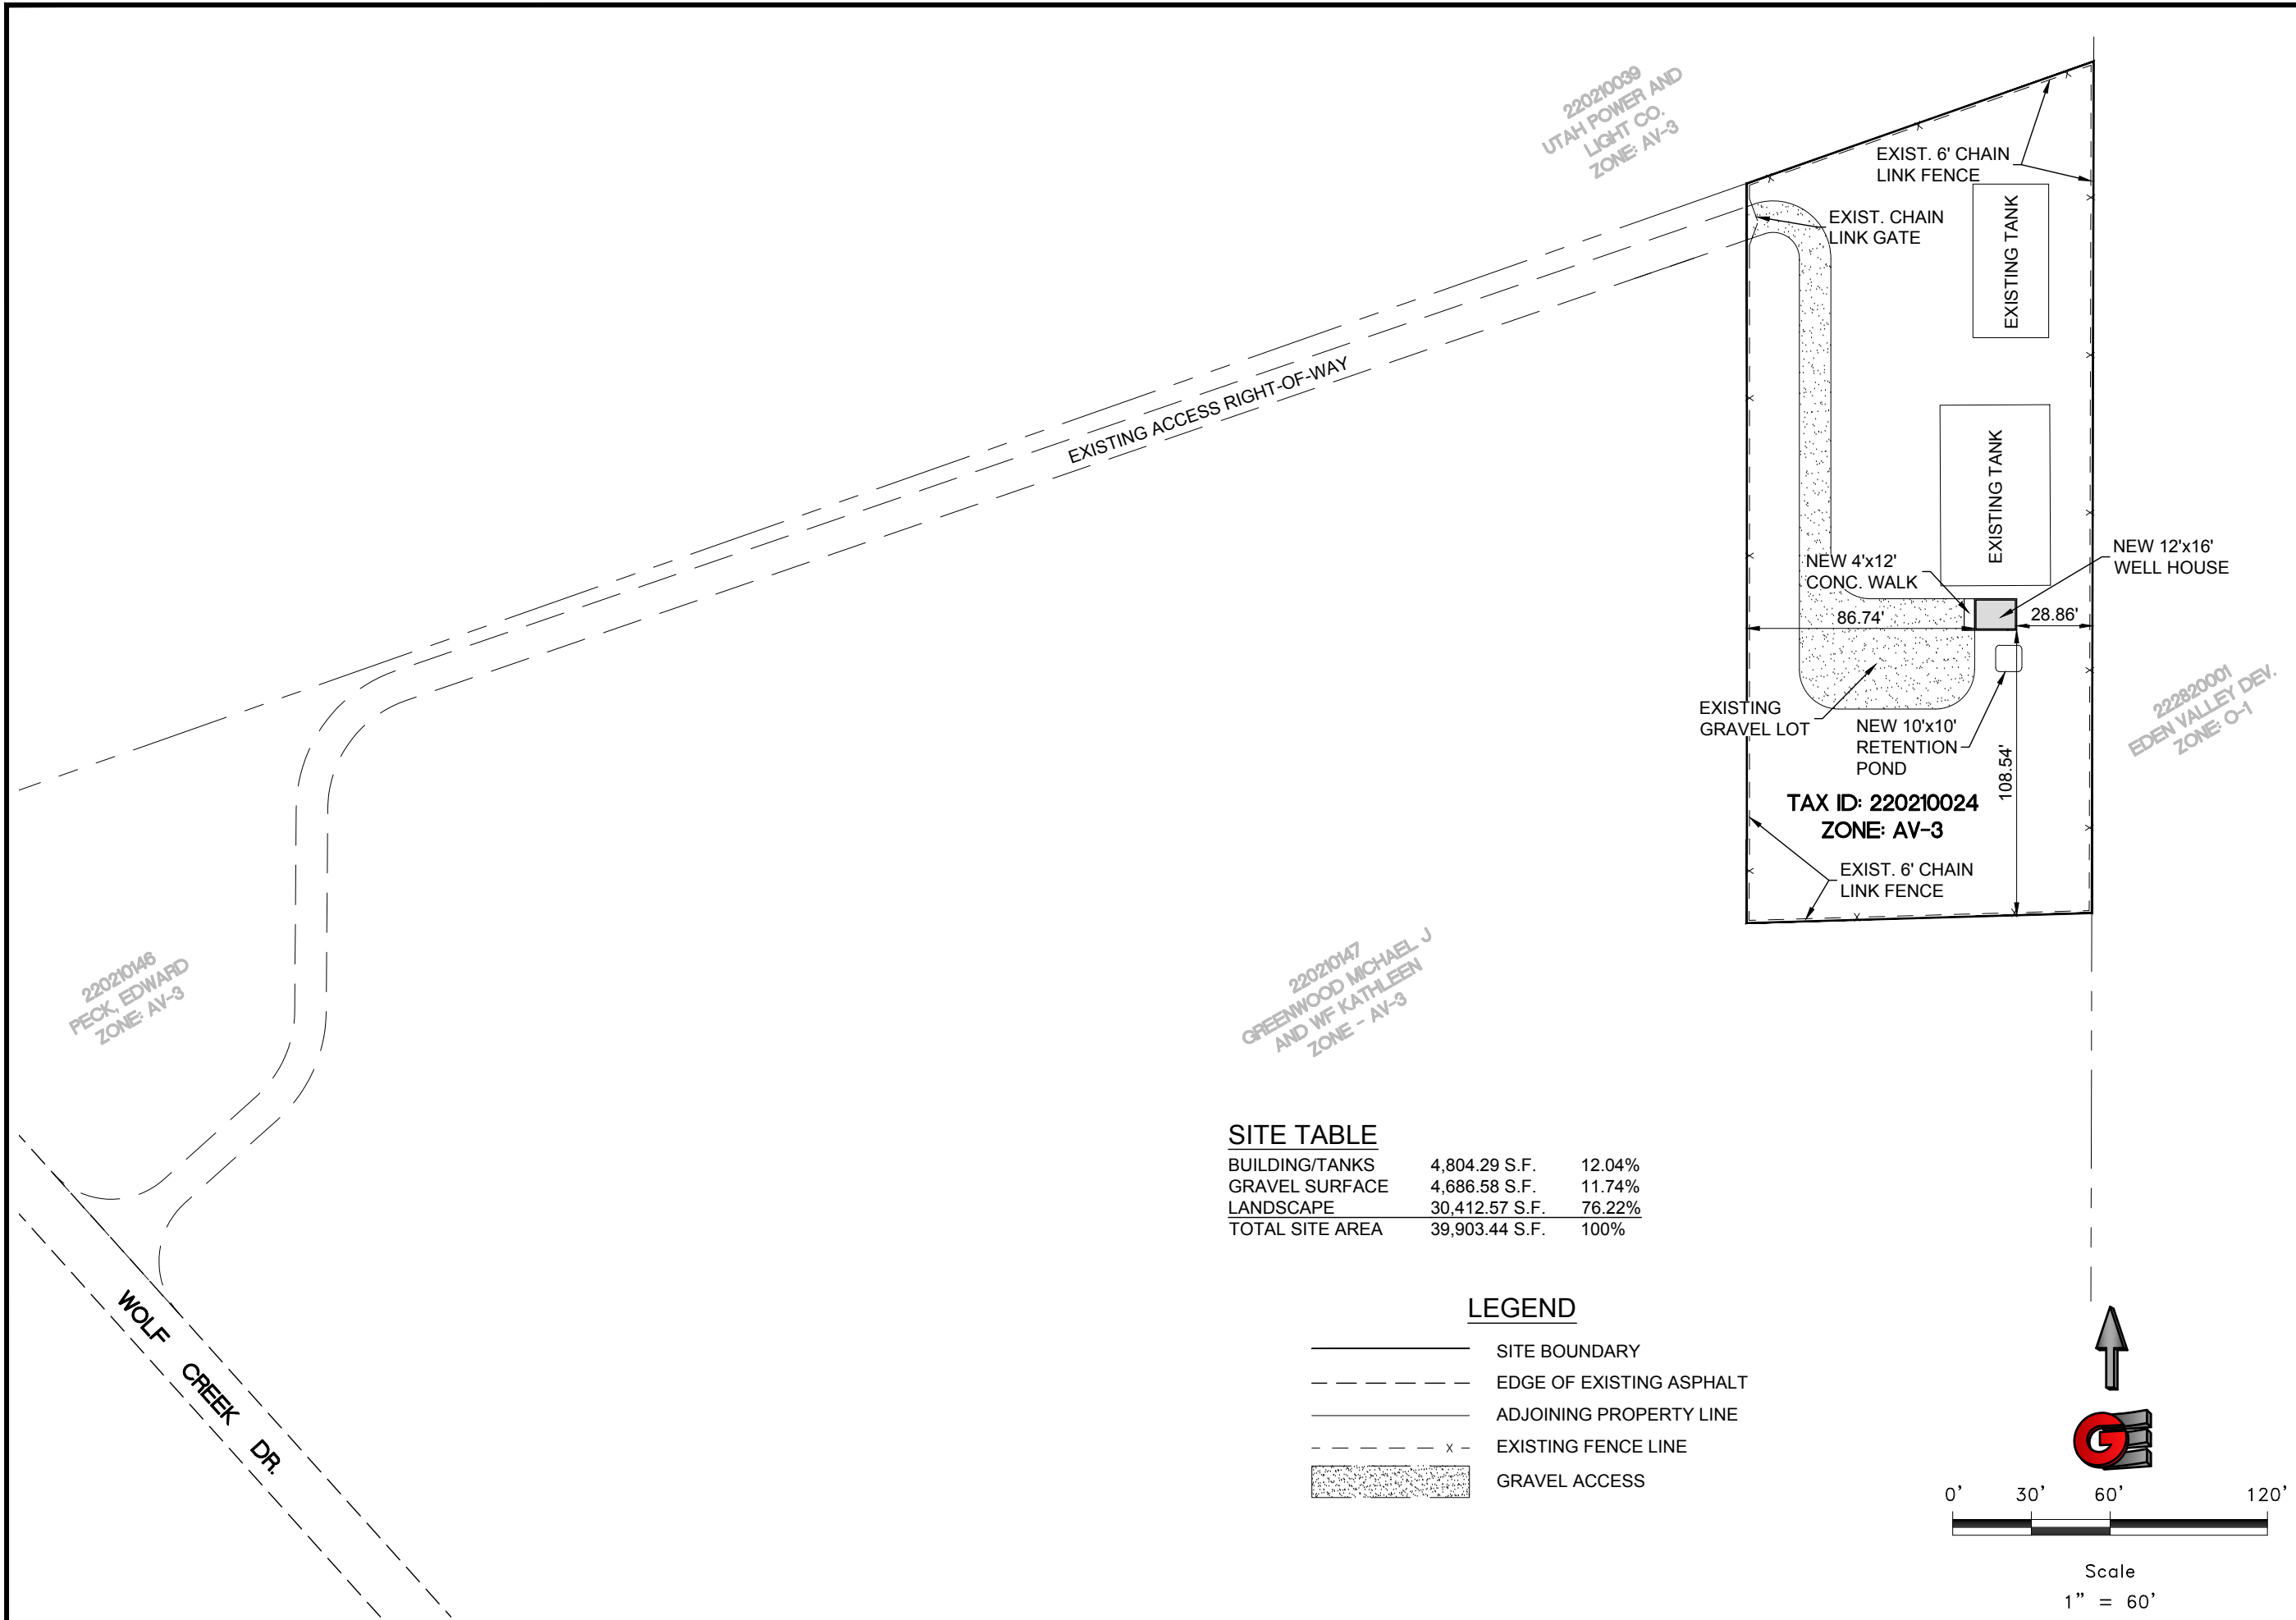 220210039
UTAH POWER AND
LIGHT CO.
ZONE: AV-3
EXIST. 6' CHAIN
LINK FENCE
EXIST. CHAIN
LINK GATE
EXISTING TANK
EXISTING ACCESS RIGHT-OF-WAY
EXISTING TANK
NEW 12'x16'
WELL HOUSE
NEW 4'x12'
CONC. WALK
86.74'
28.86'
EXISTING
GRAVEL LOT
NEW 10'x10'
RETENTION
POND
108.54'
222820001
EDEN VALLEY DEV.
ZONE: O-1
TAX ID: 220210024
ZONE: AV-3
EXIST. 6' CHAIN
LINK FENCE
220210146
PECK, EDWARD
ZONE: AV-3
220210147
GREENWOOD MICHAEL J
AND WF KATHLEEN
ZONE - AV-3
SITE TABLE
BUILDING/TANKS 4,804.29 S.F. 12.04%
GRAVEL SURFACE 4,686.58 S.F. 11.74%
LANDSCAPE 30,412.57 S.F. 76.22%
TOTAL SITE AREA 39,903.44 S.F. 100%
WOLF CREEK DR.
LEGEND
SITE BOUNDARY
EDGE OF EXISTING ASPHALT
ADJOINING PROPERTY LINE
x EXISTING FENCE LINE
GRAVEL ACCESS
GE
0' 30' 60' 120'
Scale
1" = 60'